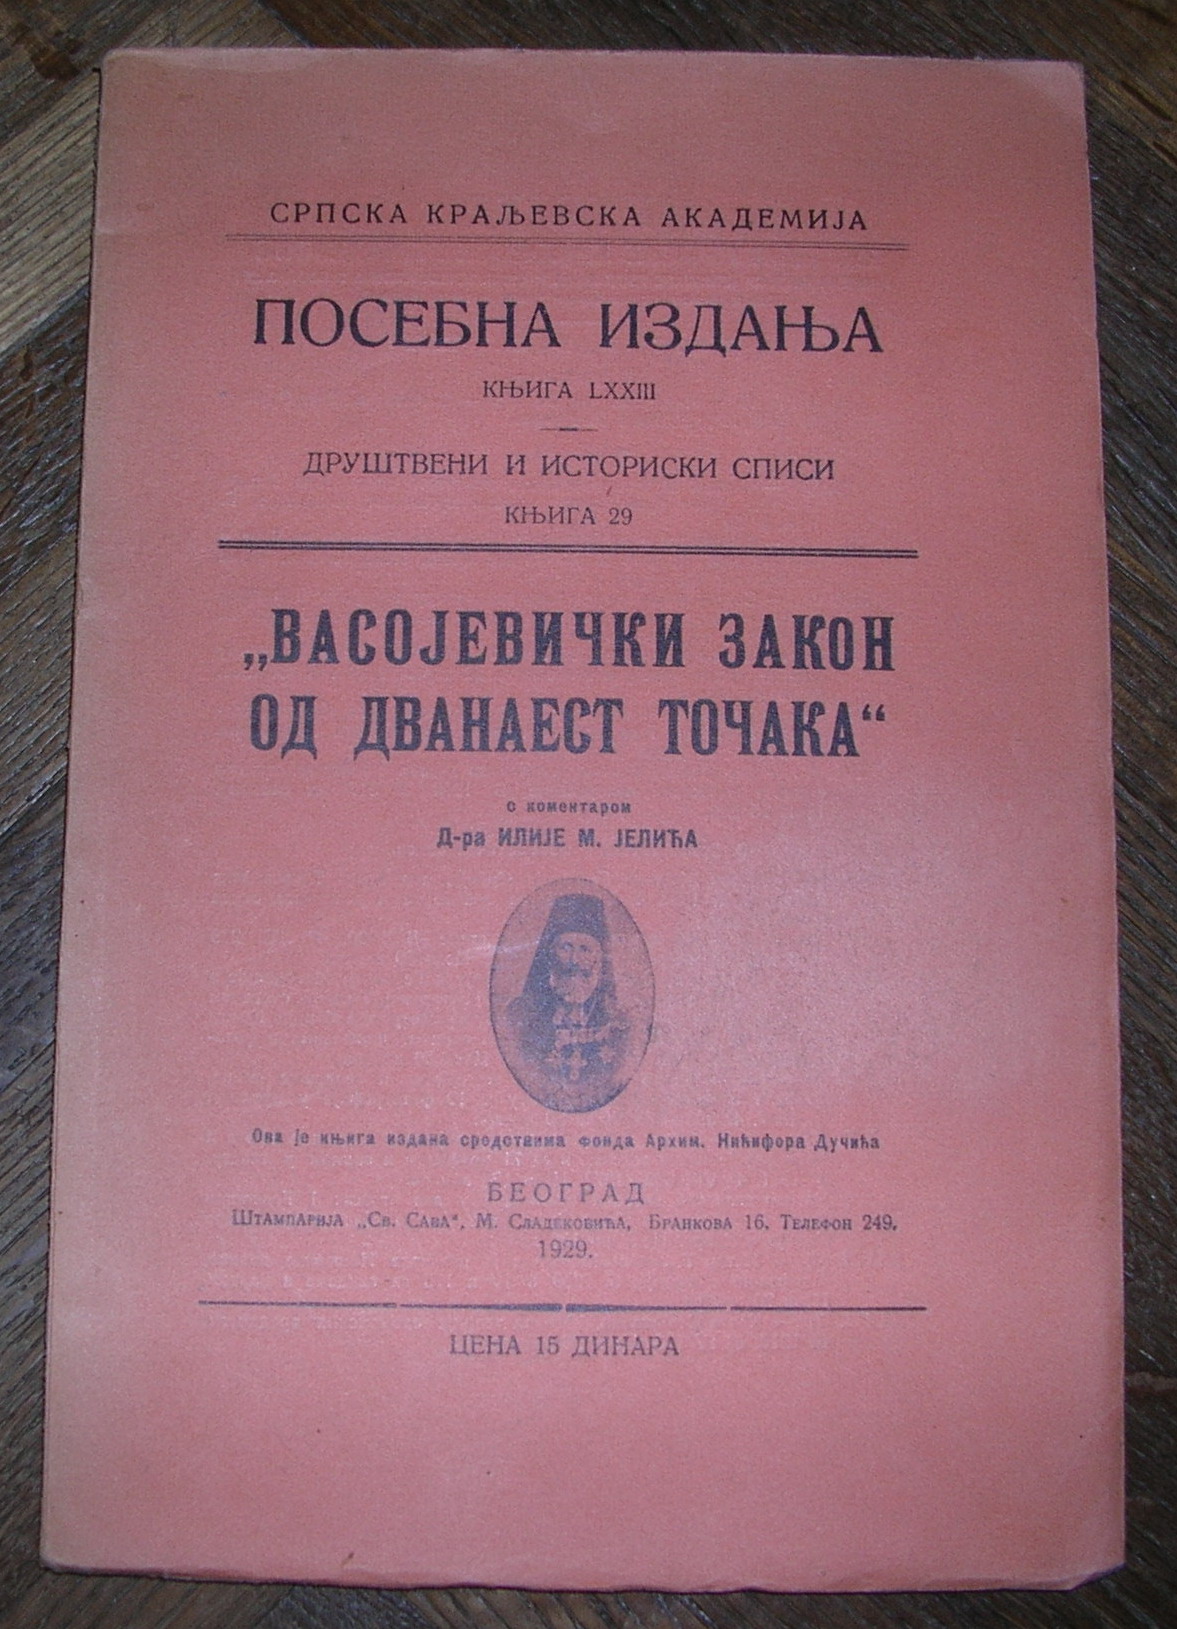 СРПСКА КРАЉЕВСКА АКАДЕМИЈА
ПОСЕБНА ИЗДАЊА
КЊИГА LXXIII
ДРУШТВЕНИ И ИСТОРИСКИ СПИСИ
КЊИГА 29
„ВАСОЈЕВИЧКИ ЗАКОН
ОД ДВАНАЕСТ ТОЧАКА“
с коментаром
Д-ра ИЛИЈЕ М. ЈЕЛИЋА
Ова је књига издана средствима фонда Архим. Нићифора Дучића
БЕОГРАД
Штампарија „Св. Сава“, М. Сладековића, Бранкова 16. Телефон 249.
1929.
ЦЕНА 15 ДИНАРА